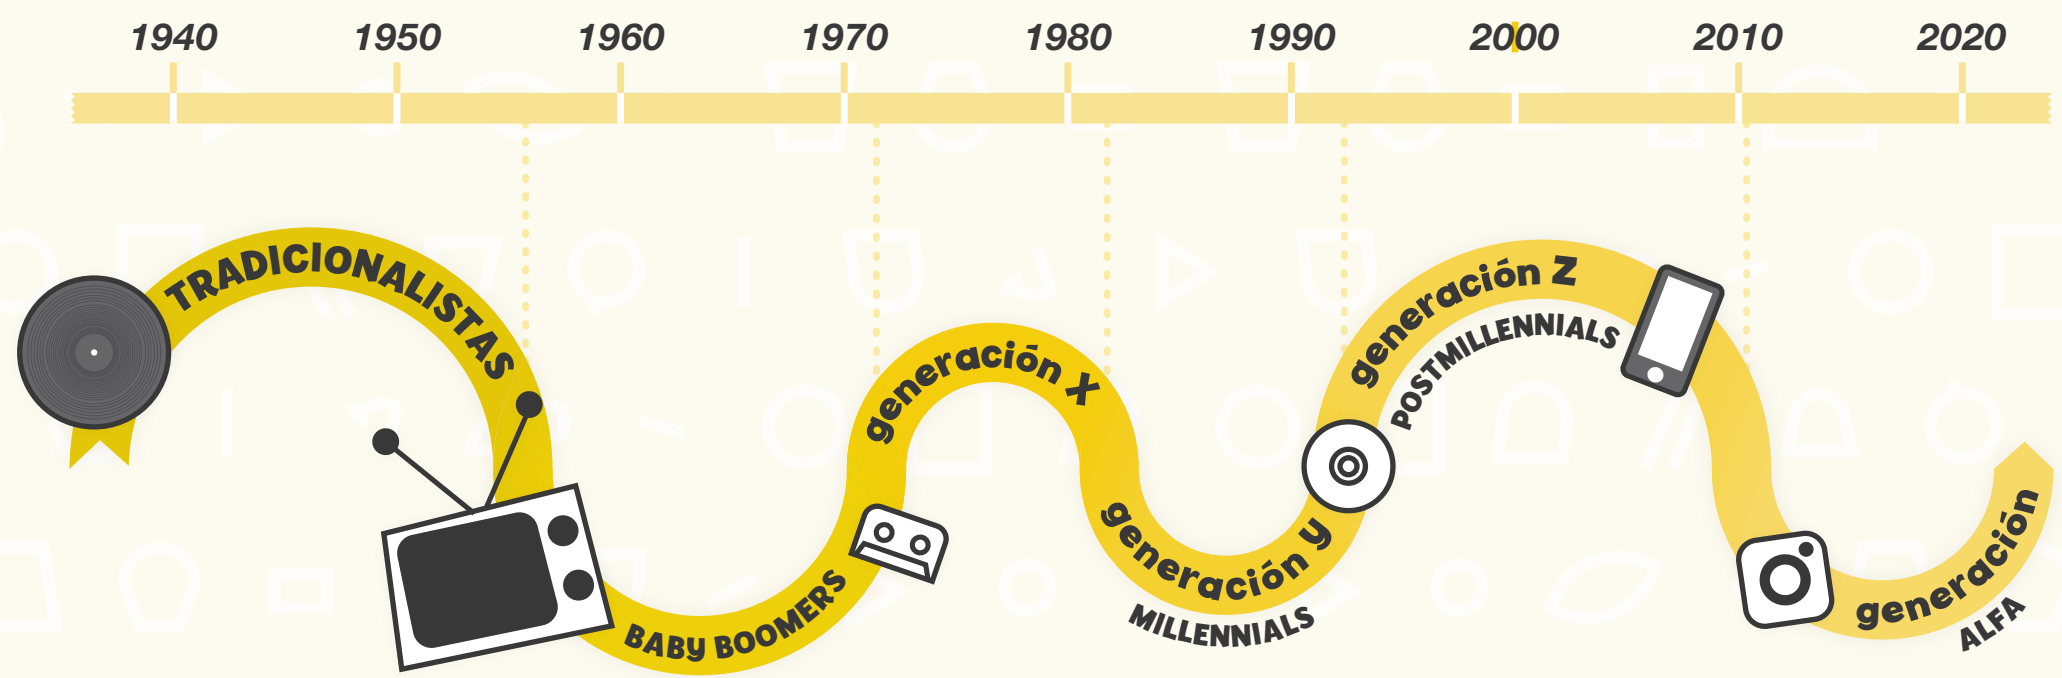 1940 1950 1960 1970 1980 1990 2000 2010 2020
TRADICIONALISTAS
BABY BOOMERS
generación X
generación y
MILLENNIALS
generación Z
POSTMILLENNIALS
generación
ALFA